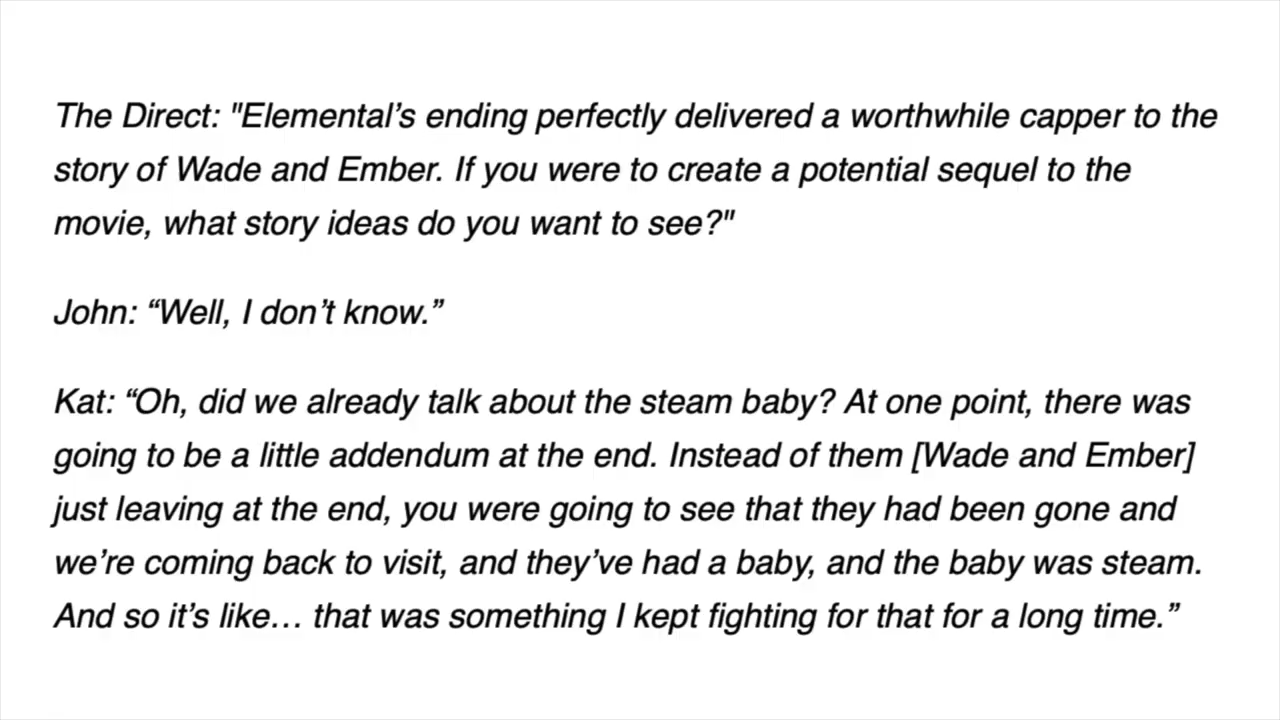 The Direct: "Elemental’s ending perfectly delivered a worthwhile capper to the
story of Wade and Ember. If you were to create a potential sequel to the
movie, what story ideas do you want to see?"
John: “Well, I don’t know.”
Kat: “Oh, did we already talk about the steam baby? At one point, there was
going to be a little addendum at the end. Instead of them [Wade and Ember]
just leaving at the end, you were going to see that they had been gone and
we’re coming back to visit, and they’ve had a baby, and the baby was steam.
And so it’s like… that was something I kept fighting for that for a long time.”